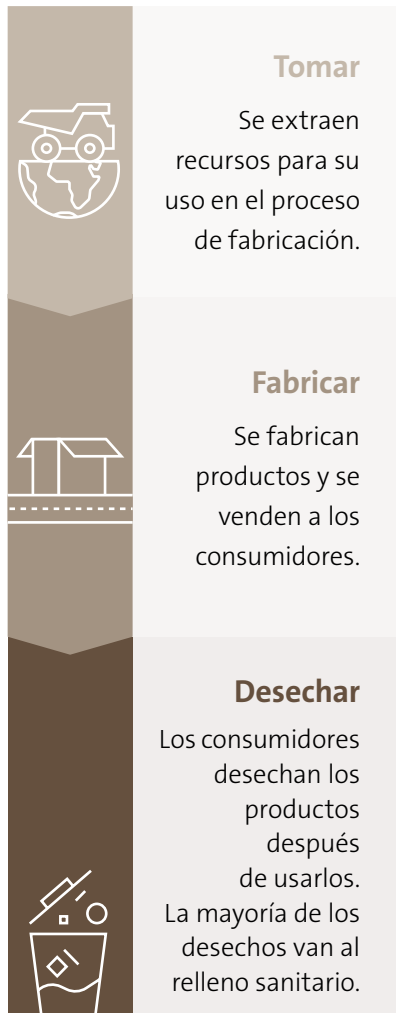 Tomar
Se extraen
recursos para su
uso en el proceso
de fabricación.
Fabricar
Se fabrican
productos y se
venden a los
consumidores.
Desechar
Los consumidores
desechan los
productos
después
de usarlos.
La mayoría de los
desechos van al
relleno sanitario.